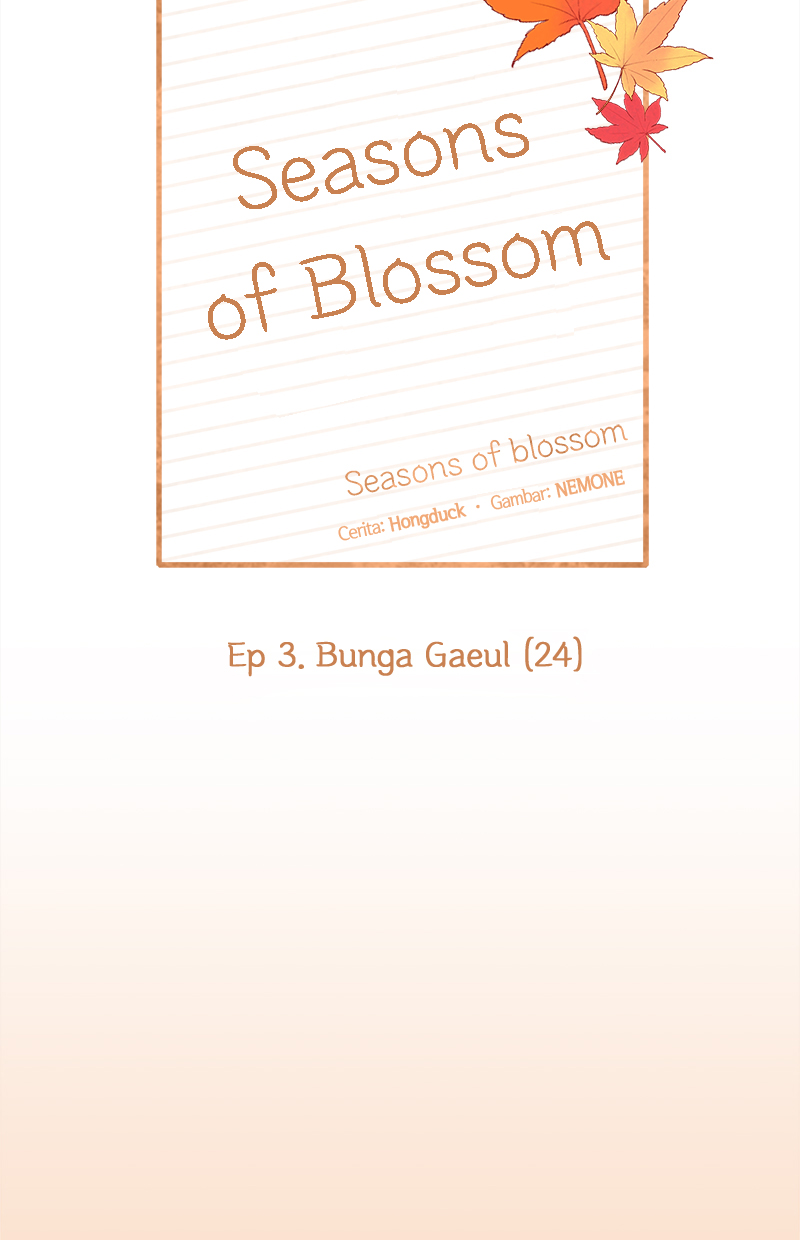 Seasons
of Blossom
Seasons of blossom
Cerita: Hongduck · Gambar: NEMONE
Ep 3. Bunga Gaeul (24)